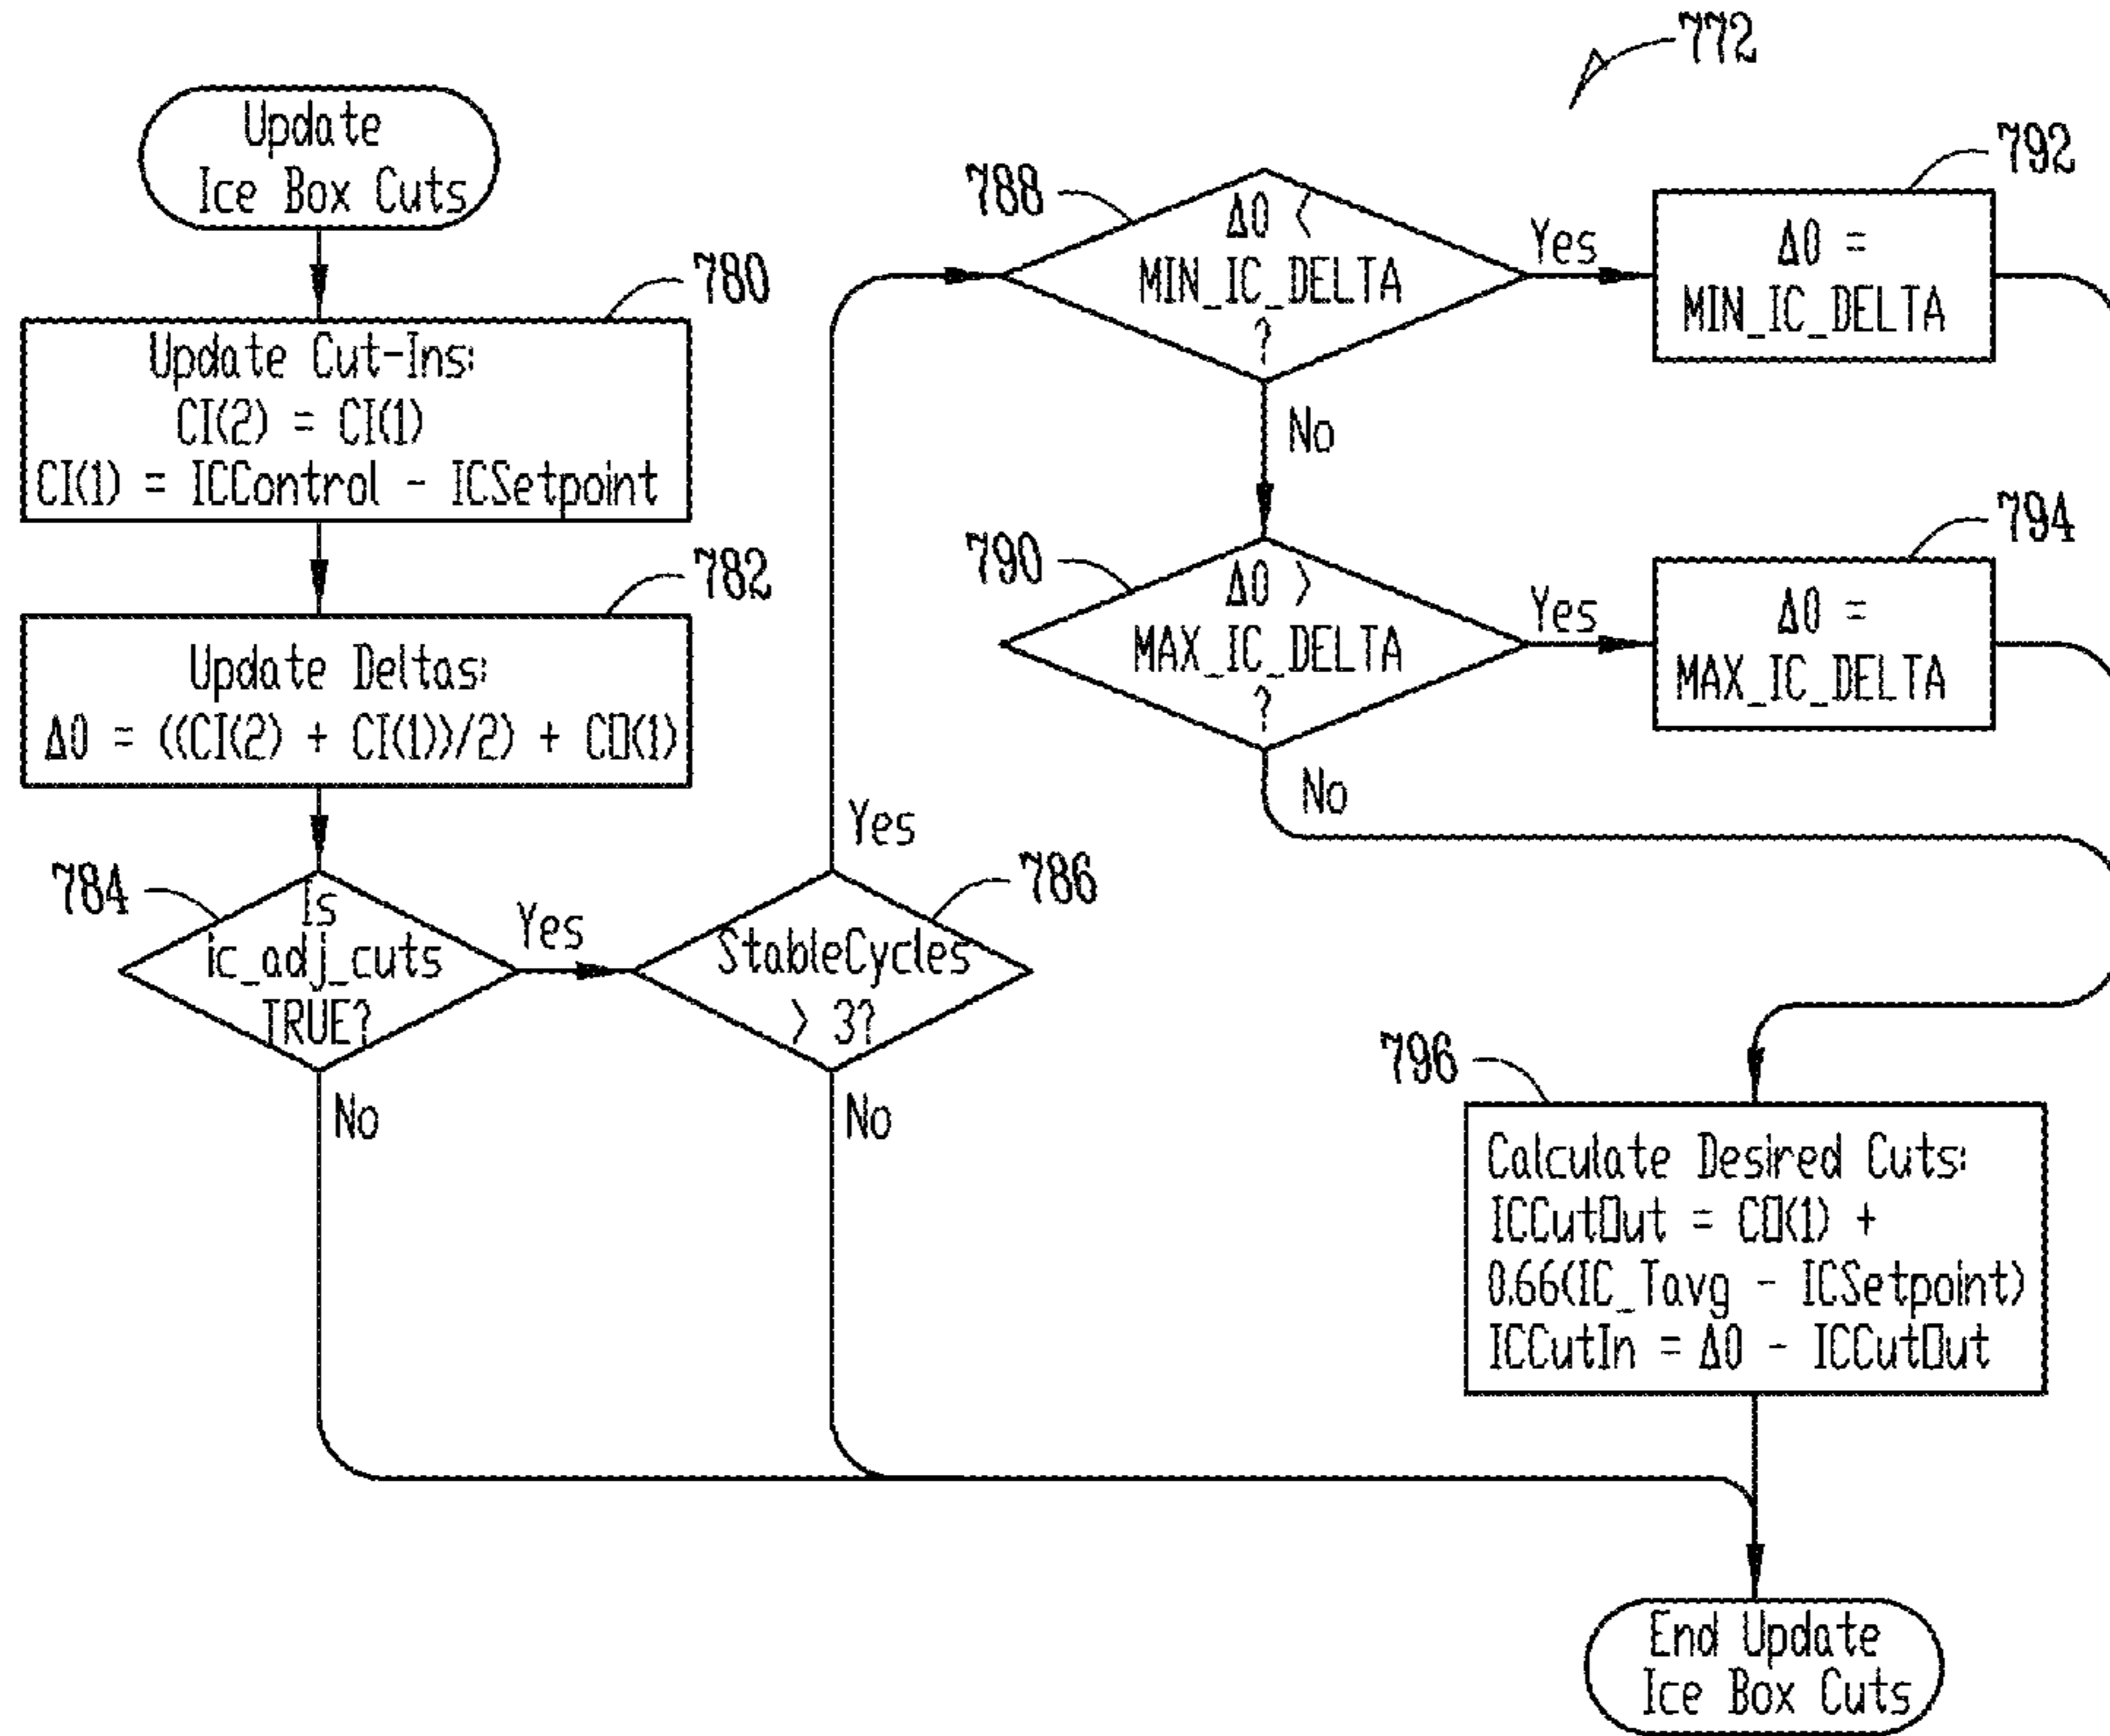 772
Update
Ice Box Cuts
780
Update Cut-Ins:
CI(2) = CI(1)
CI(1) = ICControl - ICSetpoint
782
Update Deltas:
Δ0 = ((CI(2) + CI(1))/2) + CO(1)
784
Is
ic_adj_cuts
TRUE?
Yes
No
786
StableCycles
> 3?
Yes
No
788
Δ0 <
MIN_IC_DELTA
?
Yes
No
792
Δ0 =
MIN_IC_DELTA
790
Δ0 >
MAX_IC_DELTA
?
Yes
No
794
Δ0 =
MAX_IC_DELTA
796
Calculate Desired Cuts:
ICCutOut = CO(1) +
0.66(IC_Tavg - ICSetpoint)
ICCutIn = Δ0 - ICCutOut
End Update
Ice Box Cuts